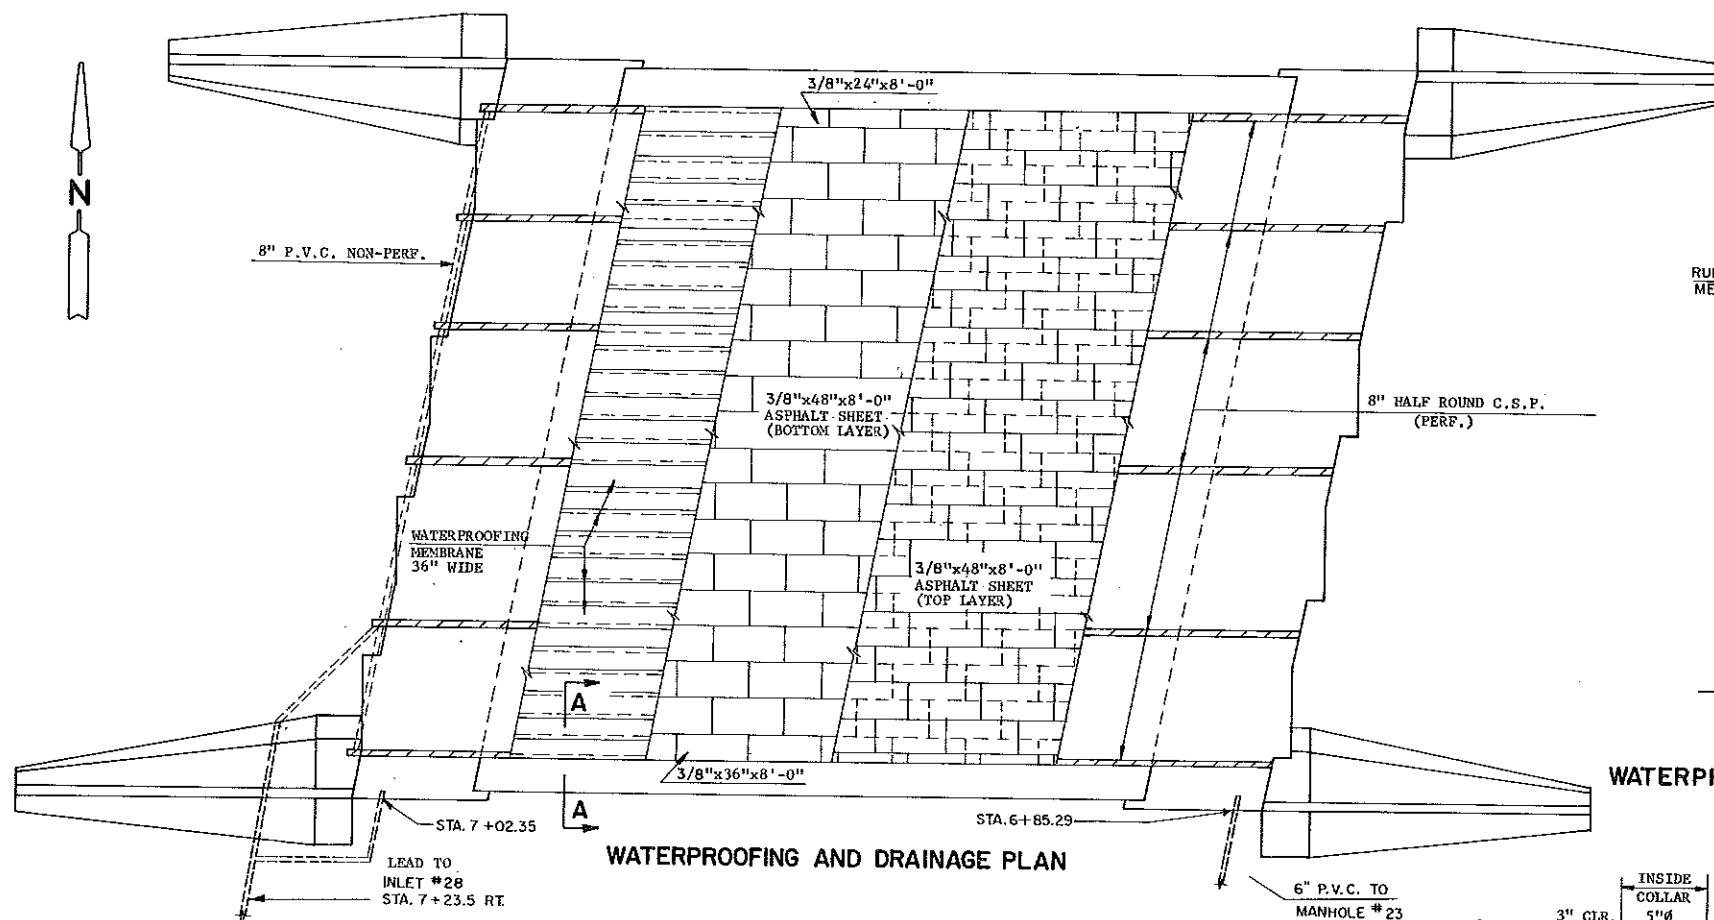 3/8"x24"x8'-0"
N
8" P.V.C. NON-PERF.
RU
ME
3/8"x48"x8'-0"
ASPHALT SHEET
(BOTTOM LAYER)
8" HALF ROUND C.S.P.
(PERF.)
WATERPROOFING
MEMBRANE
36" WIDE
3/8"x48"x8'-0"
ASPHALT SHEET
(TOP LAYER)
A
3/8"x36"x8'-0"
A
STA. 7+02.35
STA. 6+85.29
WATERP
WATERPROOFING AND DRAINAGE PLAN
LEAD TO
INLET #28
STA. 7+23.5 RT.
6" P.V.C. TO
MANHOLE #23
3" CLR.
INSIDE
COLLAR
5"Ø